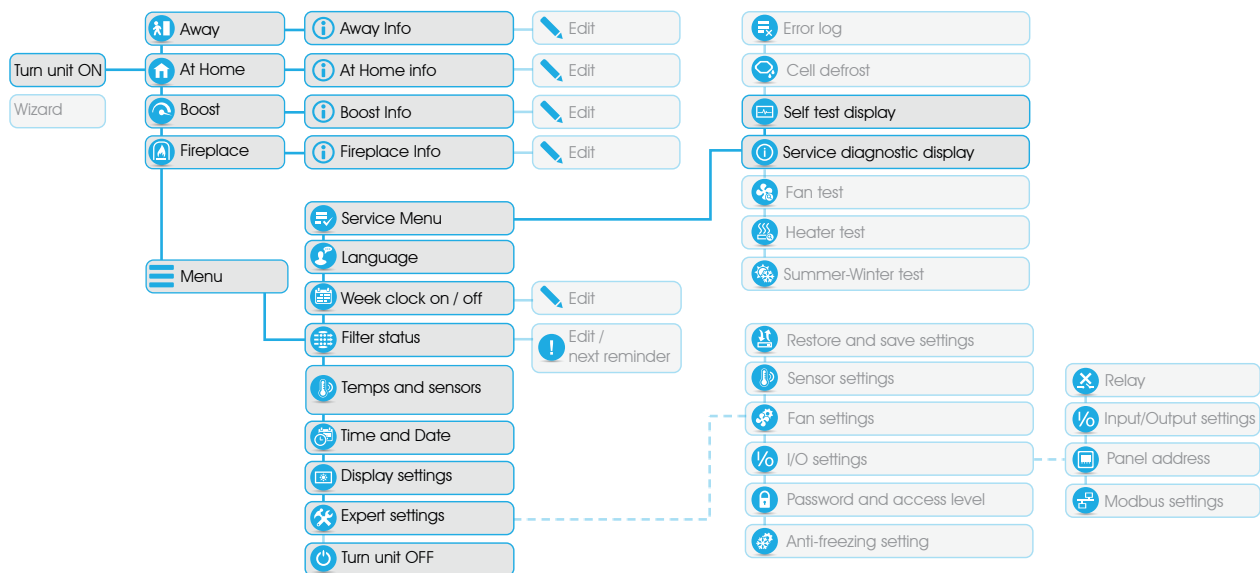 Turn unit ON
Wizard
Away
At Home
Boost
Fireplace
Menu
Away Info
At Home info
Boost Info
Fireplace Info
Edit
Edit
Edit
Edit
Service Menu
Language
Week clock on / off
Filter status
Temps and sensors
Time and Date
Display settings
Expert settings
Turn unit OFF
Edit
Edit /
next reminder
Error log
Cell defrost
Self test display
Service diagnostic display
Fan test
Heater test
Summer-Winter test
Restore and save settings
Sensor settings
Fan settings
I/O settings
Password and access level
Anti-freezing setting
Relay
Input/Output settings
Panel address
Modbus settings